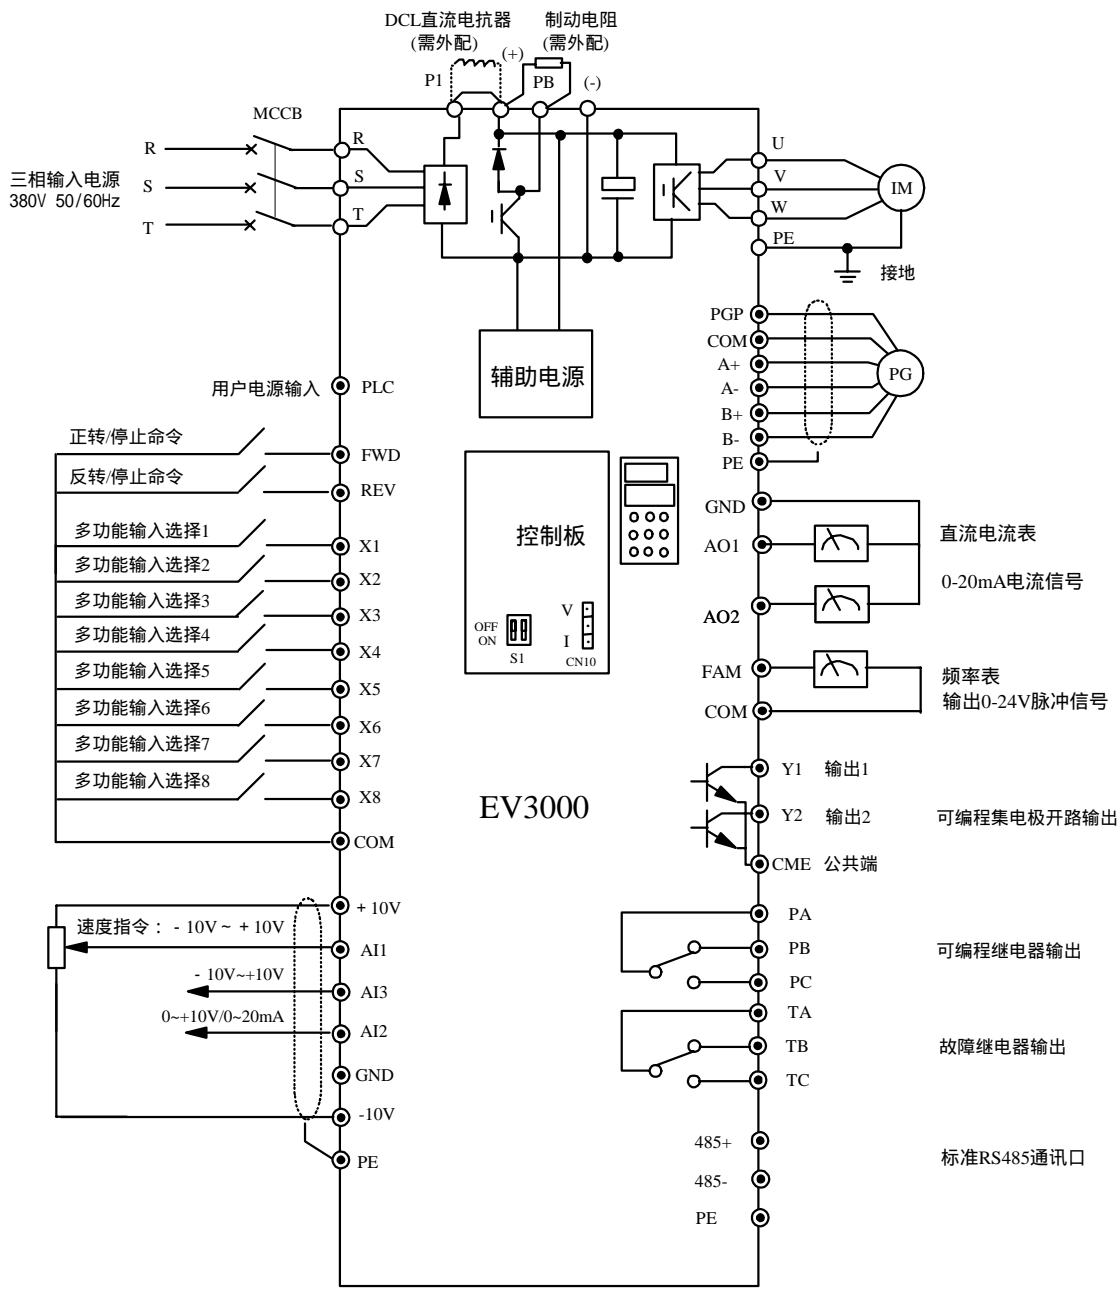 DCL直流电抗器
(需外配)
制动电阻
(需外配)
P1
(+)
PB
(-)
MCCB
R
S
T
三相输入电源
380V 50/60Hz
R
S
T
U
V
W
PE
IM
接地
辅助电源
PGP
COM
A+
A-
B+
B-
PE
PG
用户电源输入
PLC
正转/停止命令
FWD
反转/停止命令
REV
多功能输入选择1
X1
多功能输入选择2
X2
多功能输入选择3
X3
多功能输入选择4
X4
多功能输入选择5
X5
多功能输入选择6
X6
多功能输入选择7
X7
多功能输入选择8
X8
COM
控制板
OFF
ON
S1
V
I
CN10
GND
AO1
AO2
直流电流表
0-20mA电流信号
FAM
COM
频率表
输出0-24V脉冲信号
EV3000
Y1 输出1
Y2 输出2
CME 公共端
可编程集电极开路输出
+10V
速度指令：-10V~+10V
AI1
-10V~+10V
AI3
0~+10V/0~20mA
AI2
GND
-10V
PE
PA
PB
PC
可编程继电器输出
TA
TB
TC
故障继电器输出
485+
485-
PE
标准RS485通讯口